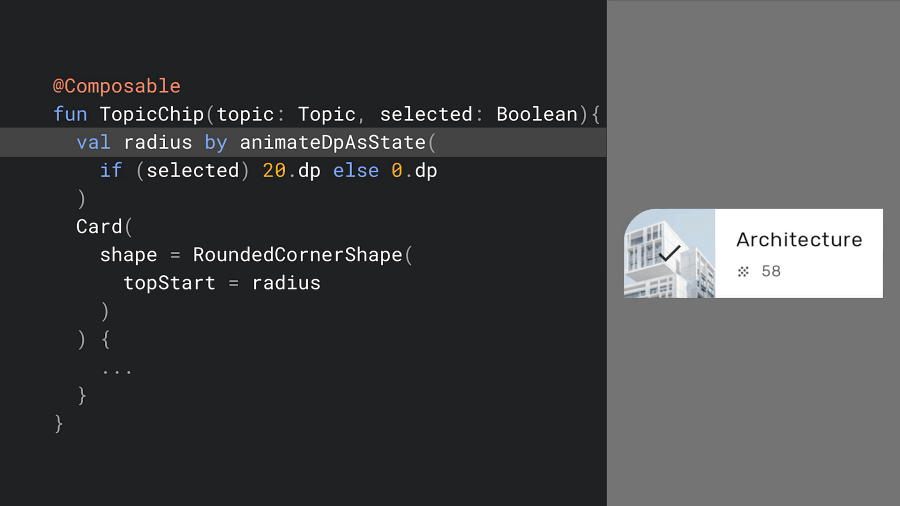 @Composable
fun TopicChip(topic: Topic, selected: Boolean){
  val radius by animateDpAsState(
    if (selected) 20.dp else 0.dp
  )
  Card(
    shape = RoundedCornerShape(
      topStart = radius
    )
  ) {
    ...
  }
}
Architecture
58